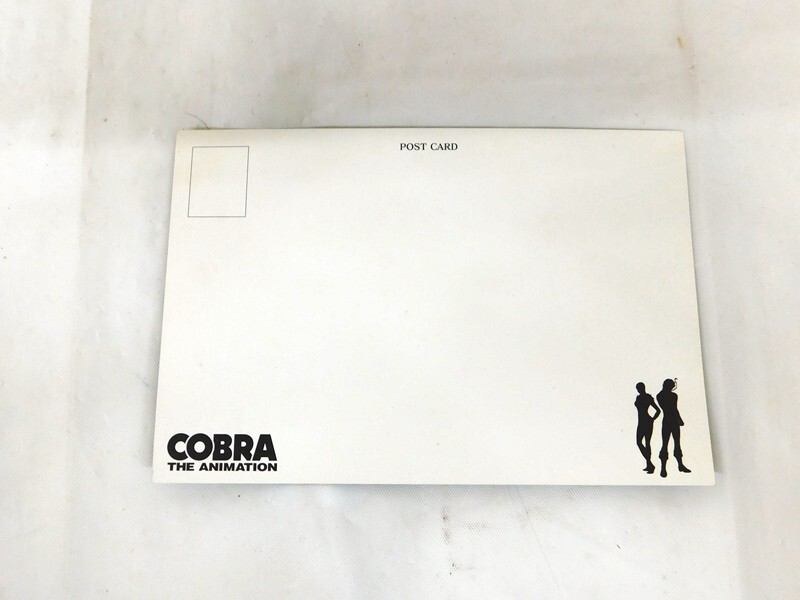 POST CARD
COBRA
THE ANIMATION